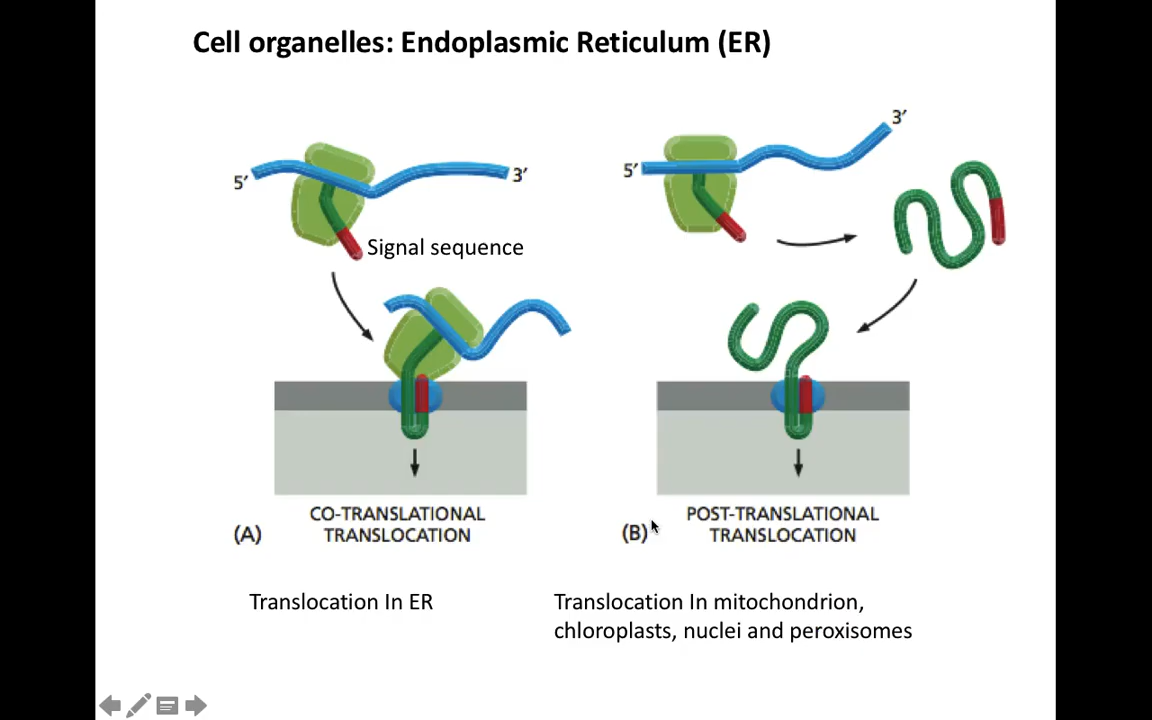 Cell organelles: Endoplasmic Reticulum (ER)
5′
3′
Signal sequence
5′
3′
(A)
CO-TRANSLATIONAL
TRANSLOCATION
(B)
POST-TRANSLATIONAL
TRANSLOCATION
Translocation In ER
Translocation In mitochondrion,
chloroplasts, nuclei and peroxisomes